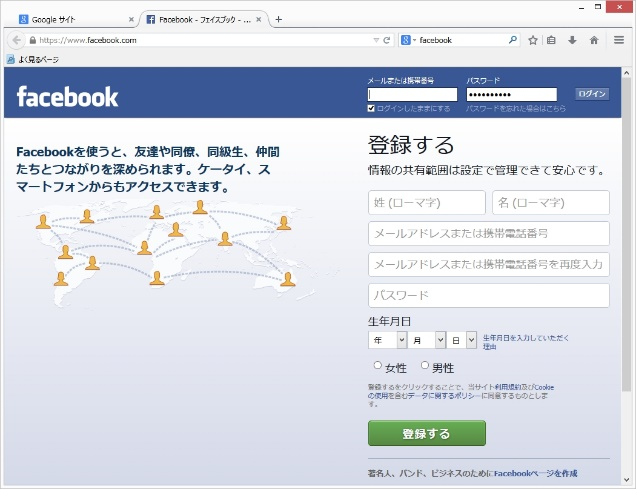 Google サイト
Facebook - フェイスブック - ...
https://www.facebook.com
facebook
よく見るページ
facebook
メールまたは携帯番号
パスワード
ログイン
ログインしたままにする
パスワードを忘れた場合はこちら
Facebookを使うと、友達や同僚、同級生、仲間
たちとつながりを深められます。ケータイ、ス
マートフォンからもアクセスできます。
登録する
情報の共有範囲は設定で管理できて安心です。
姓 (ローマ字)
名 (ローマ字)
メールアドレスまたは携帯電話番号
メールアドレスまたは携帯電話番号を再度入力
パスワード
生年月日
年
月
日
生年月日を入力していただく
理由
女性
男性
登録するをクリックすることで、当サイト利用規約及びCookie
の使用を含むデータに関するポリシーに同意するものとしま
す。
登録する
著名人、バンド、ビジネスのためにFacebookページを作成